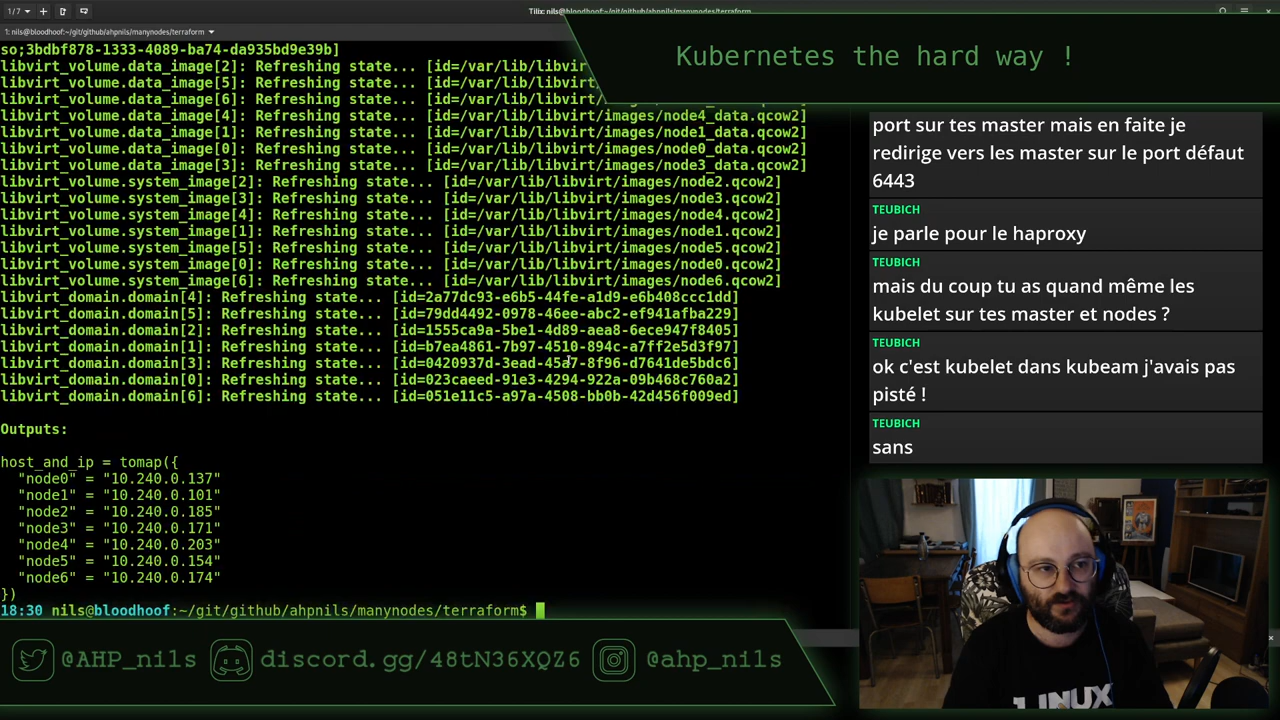 1/7
Tilix: nils@bloodhoof:~/git/github/ahpnils/manynodes/terraform
1: nils@bloodhoof:~/git/github/ahpnils/manynodes/terraform
Kubernetes the hard way !
so;3bdbf878-1333-4089-ba74-da935bd9e39b]
libvirt_volume.data_image[2]: Refreshing state... [id=/var/lib/libvir
libvirt_volume.data_image[5]: Refreshing state... [id=/var/lib/libvirt
libvirt_volume.data_image[6]: Refreshing state... [id=/var/lib/libvirt/
libvirt_volume.data_image[4]: Refreshing state... [id=/var/lib/libvirt/images/node4_data.qcow2]
libvirt_volume.data_image[1]: Refreshing state... [id=/var/lib/libvirt/images/node1_data.qcow2]
libvirt_volume.data_image[0]: Refreshing state... [id=/var/lib/libvirt/images/node0_data.qcow2]
libvirt_volume.data_image[3]: Refreshing state... [id=/var/lib/libvirt/images/node3_data.qcow2]
libvirt_volume.system_image[2]: Refreshing state... [id=/var/lib/libvirt/images/node2.qcow2]
libvirt_volume.system_image[3]: Refreshing state... [id=/var/lib/libvirt/images/node3.qcow2]
libvirt_volume.system_image[4]: Refreshing state... [id=/var/lib/libvirt/images/node4.qcow2]
libvirt_volume.system_image[1]: Refreshing state... [id=/var/lib/libvirt/images/node1.qcow2]
libvirt_volume.system_image[5]: Refreshing state... [id=/var/lib/libvirt/images/node5.qcow2]
libvirt_volume.system_image[0]: Refreshing state... [id=/var/lib/libvirt/images/node0.qcow2]
libvirt_volume.system_image[6]: Refreshing state... [id=/var/lib/libvirt/images/node6.qcow2]
libvirt_domain.domain[4]: Refreshing state... [id=2a77dc93-e6b5-44fe-a1d9-e6b408ccc1dd]
libvirt_domain.domain[5]: Refreshing state... [id=79dd4492-0978-46ee-abc2-ef941afba229]
libvirt_domain.domain[2]: Refreshing state... [id=1555ca9a-5be1-4d89-aea8-6ece947f8405]
libvirt_domain.domain[1]: Refreshing state... [id=b7ea4861-7b97-4510-894c-a7ff2e5d3f97]
libvirt_domain.domain[3]: Refreshing state... [id=0420937d-3ead-45a7-8f96-d7641de5bdc6]
libvirt_domain.domain[0]: Refreshing state... [id=023caeed-91e3-4294-922a-09b468c760a2]
libvirt_domain.domain[6]: Refreshing state... [id=051e11c5-a97a-4508-bb0b-42d456f009ed]
Outputs:
host_and_ip = tomap({
"node0" = "10.240.0.137"
"node1" = "10.240.0.101"
"node2" = "10.240.0.185"
"node3" = "10.240.0.171"
"node4" = "10.240.0.203"
"node5" = "10.240.0.154"
"node6" = "10.240.0.174"
})
18:30 nils@bloodhoof:~/git/github/ahpnils/manynodes/terraform$
port sur tes master mais en faite je
redirige vers les master sur le port défaut
6443
TEUBICH
je parle pour le haproxy
TEUBICH
mais du coup tu as quand même les
kubelet sur tes master et nodes ?
TEUBICH
ok c'est kubelet dans kubeam j'avais pas
pisté !
TEUBICH
sans
LINUX
@AHP_nils
discord.gg/48tN36XQZ6
@ahp_nils